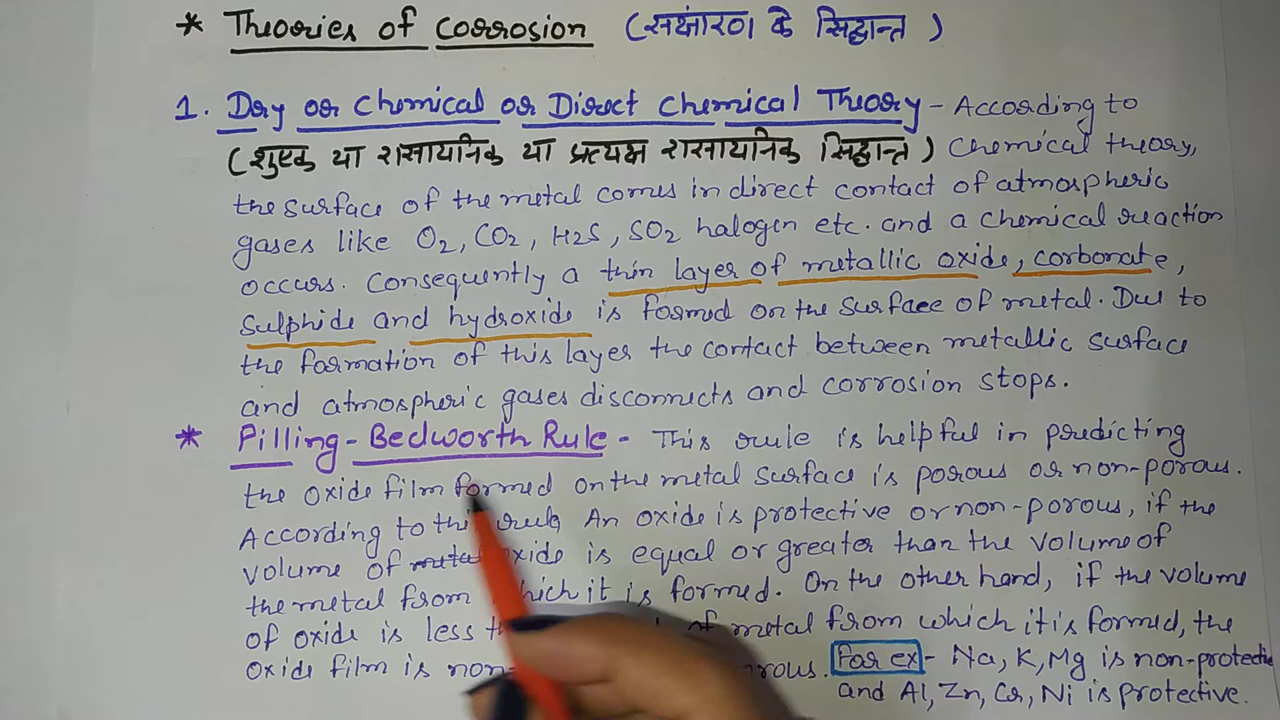 * Theories of Corrosion (संक्षारण के सिद्धान्त)
1. Dry or Chemical or Direct Chemical Theory - According to
(शुष्क या रासायनिक या प्रत्यक्ष रासायनिक सिद्धान्त) Chemical theory,
the surface of the metal comes in direct contact of atmospheric
gases like O2, CO2, H2S, SO2 halogen etc. and a chemical reaction
occurs. Consequently a thin layer of metallic oxide, corbonate,
sulphide and hydroxide is formed on the surface of metal. Due to
the formation of this layer the contact between metallic surface
and atmospheric gases disconnects and corrosion stops.
* Pilling-Bedworth Rule - This rule is helpful in predicting
the oxide film formed on the metal surface is porous or non-porous.
According to this rule, An oxide is protective or non-porous, if the
volume of metal oxide is equal or greater than the volume of
the metal from which it is formed. On the other hand, if the volume
of oxide is less of metal from which it is formed, the
oxide film is non- For ex - Na, K, Mg is non-protective
and Al, Zn, Cr, Ni is protective.